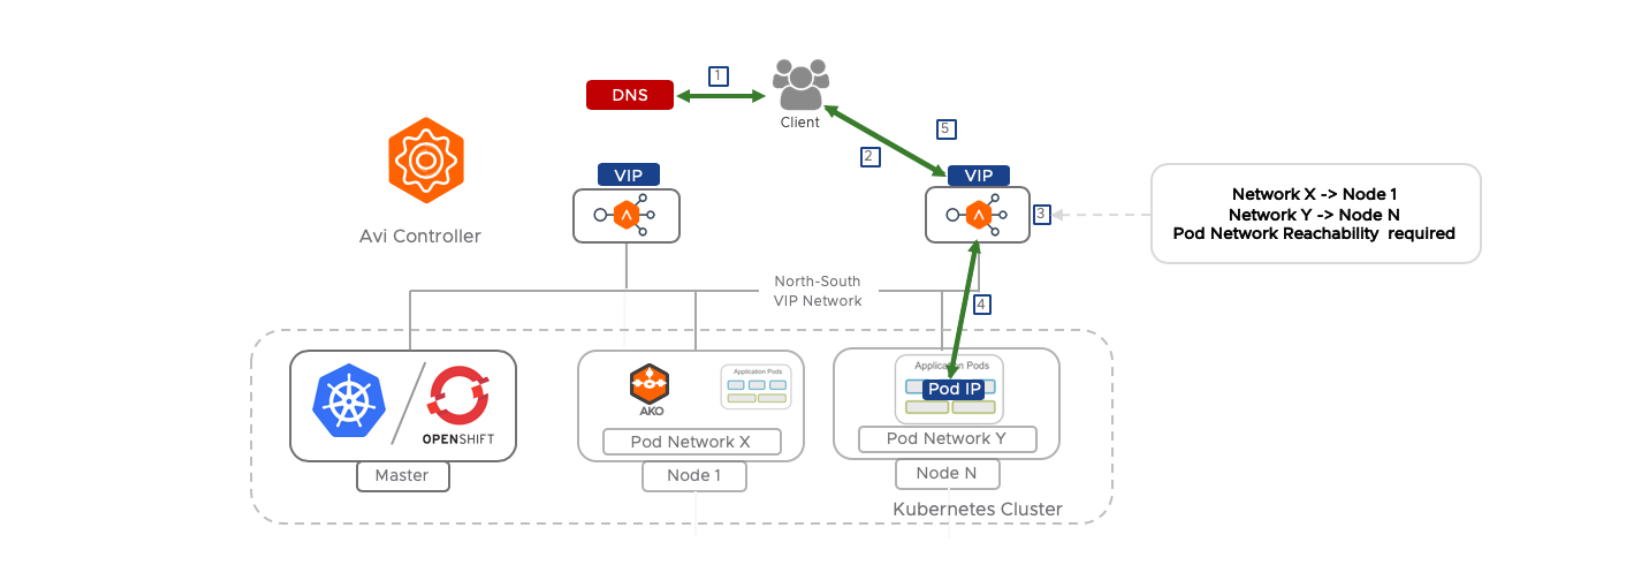 1
DNS
Client
5
2
VIP
VIP
Avi Controller
3
Network X -> Node 1
Network Y -> Node N
Pod Network Reachability required
North-South
VIP Network
4
OPENSHIFT
Master
AKO
Application Pods
Pod Network X
Node 1
Application Pods
Pod IP
Pod Network Y
Node N
Kubernetes Cluster